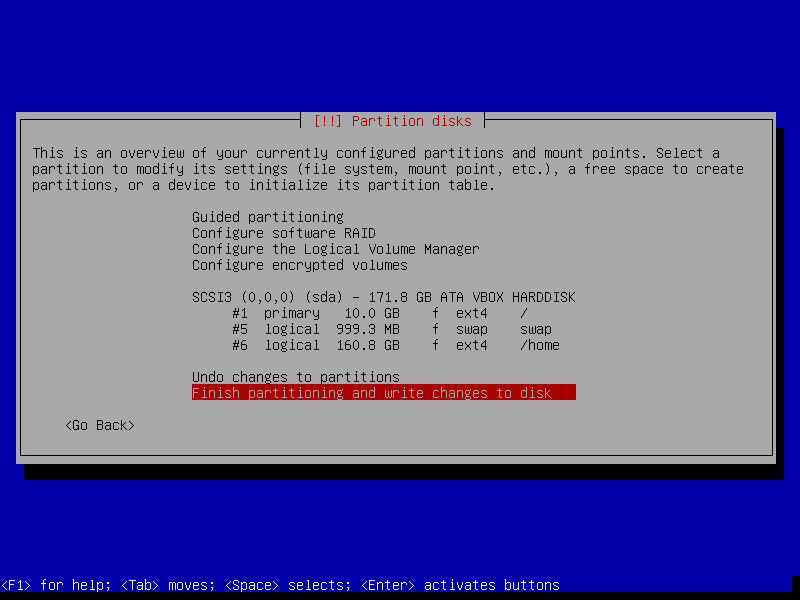 [!!] Partition disks
This is an overview of your currently configured partitions and mount points. Select a
partition to modify its settings (file system, mount point, etc.), a free space to create
partitions, or a device to initialize its partition table.
Guided partitioning
Configure software RAID
Configure the Logical Volume Manager
Configure encrypted volumes
SCSI3 (0,0,0) (sda) - 171.8 GB ATA VBOX HARDDISK
#1 primary 10.0 GB f ext4 /
#5 logical 999.3 MB f swap swap
#6 logical 160.8 GB f ext4 /home
Undo changes to partitions
Finish partitioning and write changes to disk
<Go Back>
<F1> for help; <Tab> moves; <Space> selects; <Enter> activates buttons